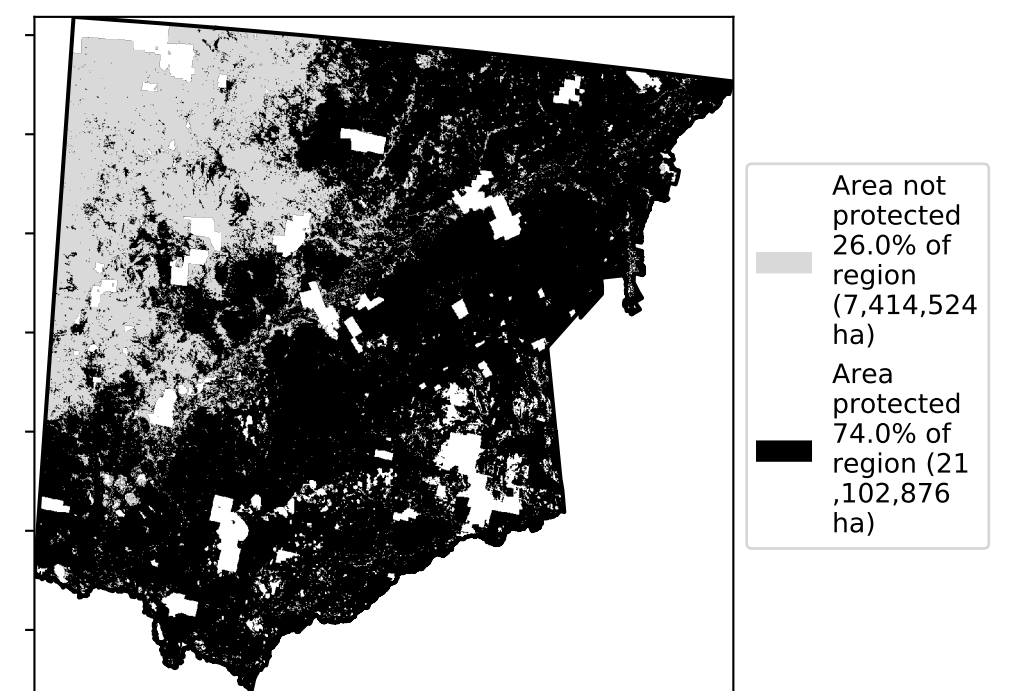 Area not
protected
26.0% of
region
(7,414,524
ha)
Area
protected
74.0% of
region (21
,102,876
ha)